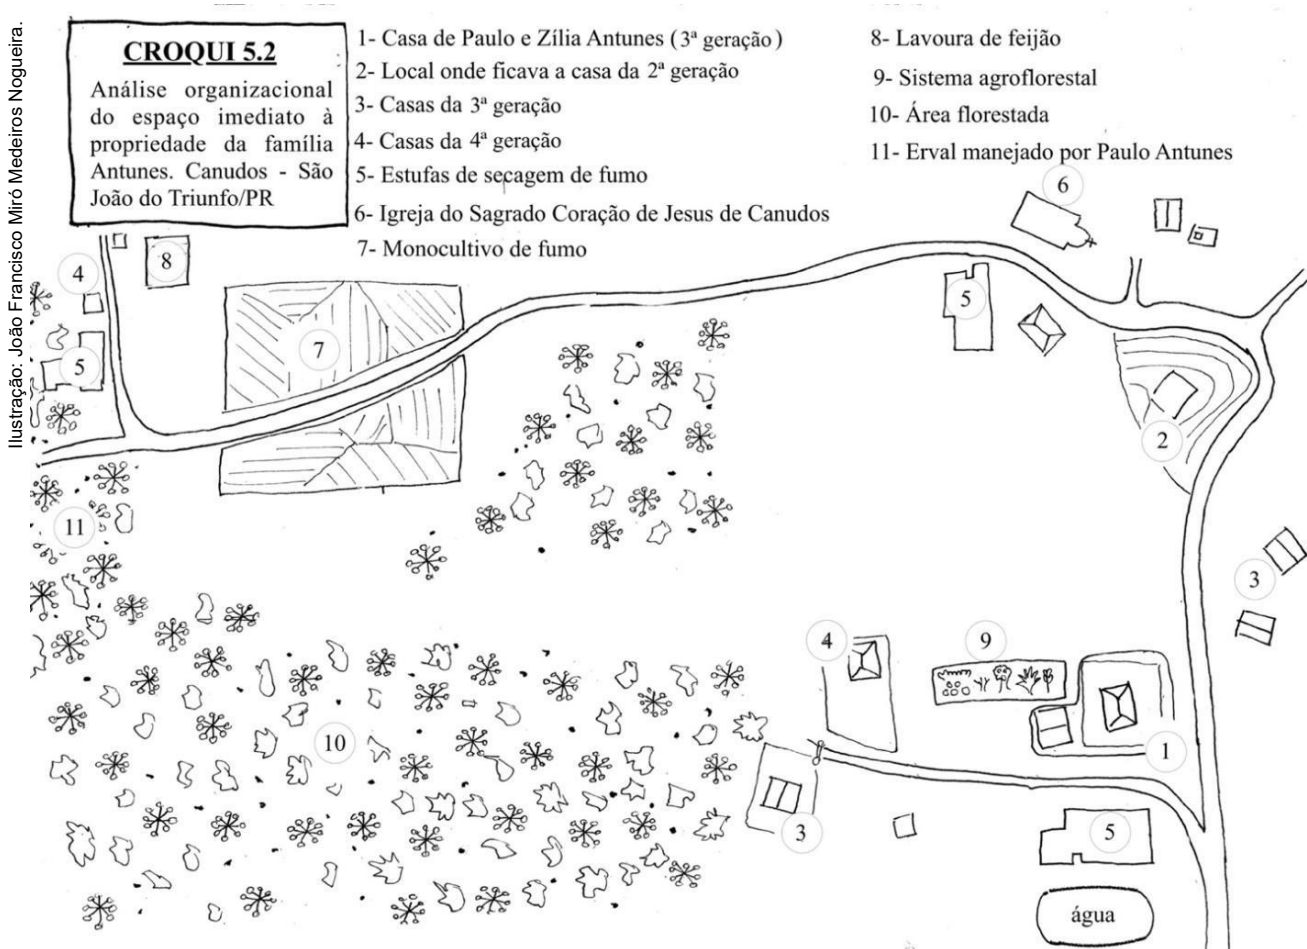 Ilustração: João Francisco Miró Medeiros Nogueira.
CROQUI 5.2
Análise organizacional
do espaço imediato à
propriedade da família
Antunes. Canudos - São
João do Triunfo/PR
1- Casa de Paulo e Zília Antunes (3ª geração)
2- Local onde ficava a casa da 2ª geração
3- Casas da 3ª geração
4- Casas da 4ª geração
5- Estufas de secagem de fumo
6- Igreja do Sagrado Coração de Jesus de Canudos
7- Monocultivo de fumo
8- Lavoura de feijão
9- Sistema agroflorestal
10- Área florestada
11- Erval manejado por Paulo Antunes
6
4
8
5
7
5
2
11
3
4
9
10
1
3
5
água